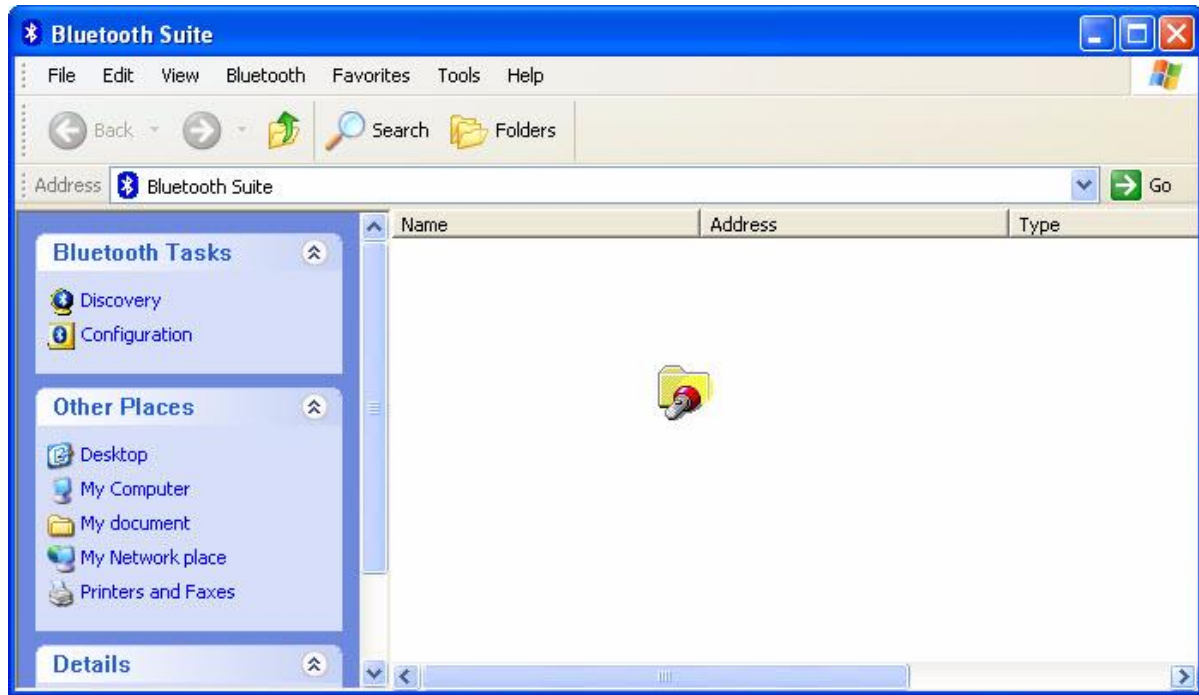 Bluetooth Suite
File Edit View Bluetooth Favorites Tools Help
Back Search Folders
Address Bluetooth Suite Go
Name Address Type
Bluetooth Tasks
Discovery
Configuration
Other Places
Desktop
My Computer
My document
My Network place
Printers and Faxes
Details